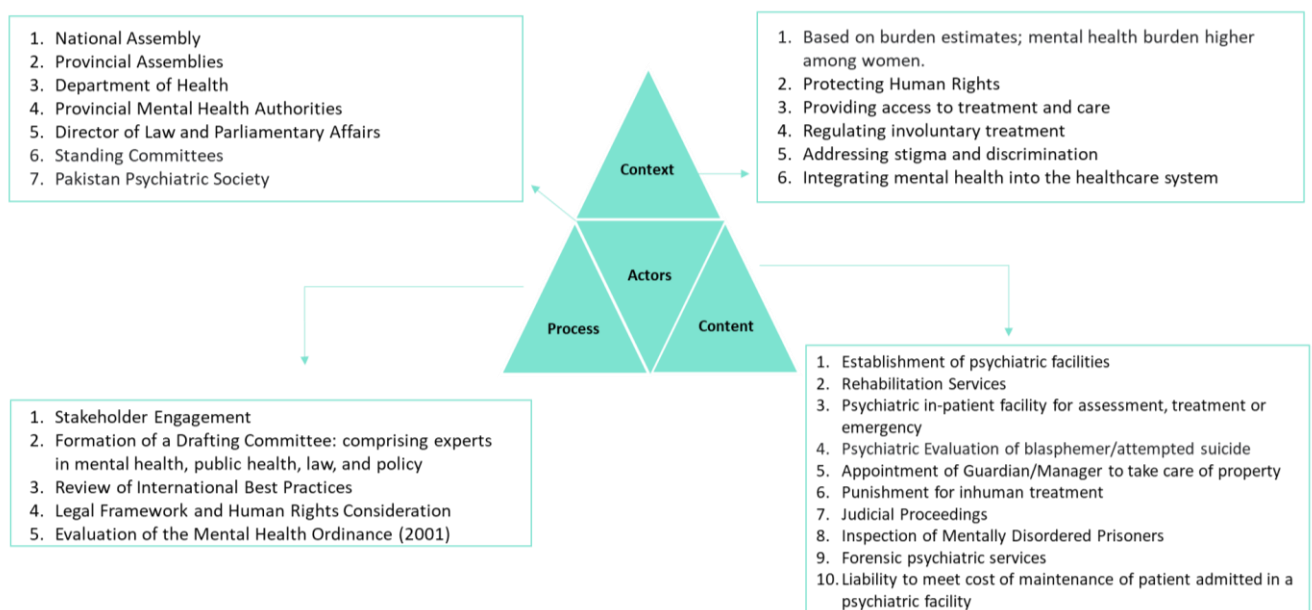 1. National Assembly
2. Provincial Assemblies
3. Department of Health
4. Provincial Mental Health Authorities
5. Director of Law and Parliamentary Affairs
6. Standing Committees
7. Pakistan Psychiatric Society
1. Based on burden estimates; mental health burden higher
among women.
2. Protecting Human Rights
3. Providing access to treatment and care
4. Regulating involuntary treatment
5. Addressing stigma and discrimination
6. Integrating mental health into the healthcare system
Context
Actors
Process
Content
1. Stakeholder Engagement
2. Formation of a Drafting Committee: comprising experts
in mental health, public health, law, and policy
3. Review of International Best Practices
4. Legal Framework and Human Rights Consideration
5. Evaluation of the Mental Health Ordinance (2001)
1. Establishment of psychiatric facilities
2. Rehabilitation Services
3. Psychiatric in-patient facility for assessment, treatment or
emergency
4. Psychiatric Evaluation of blasphemer/attempted suicide
5. Appointment of Guardian/Manager to take care of property
6. Punishment for inhuman treatment
7. Judicial Proceedings
8. Inspection of Mentally Disordered Prisoners
9. Forensic psychiatric services
10. Liability to meet cost of maintenance of patient admitted in a
psychiatric facility